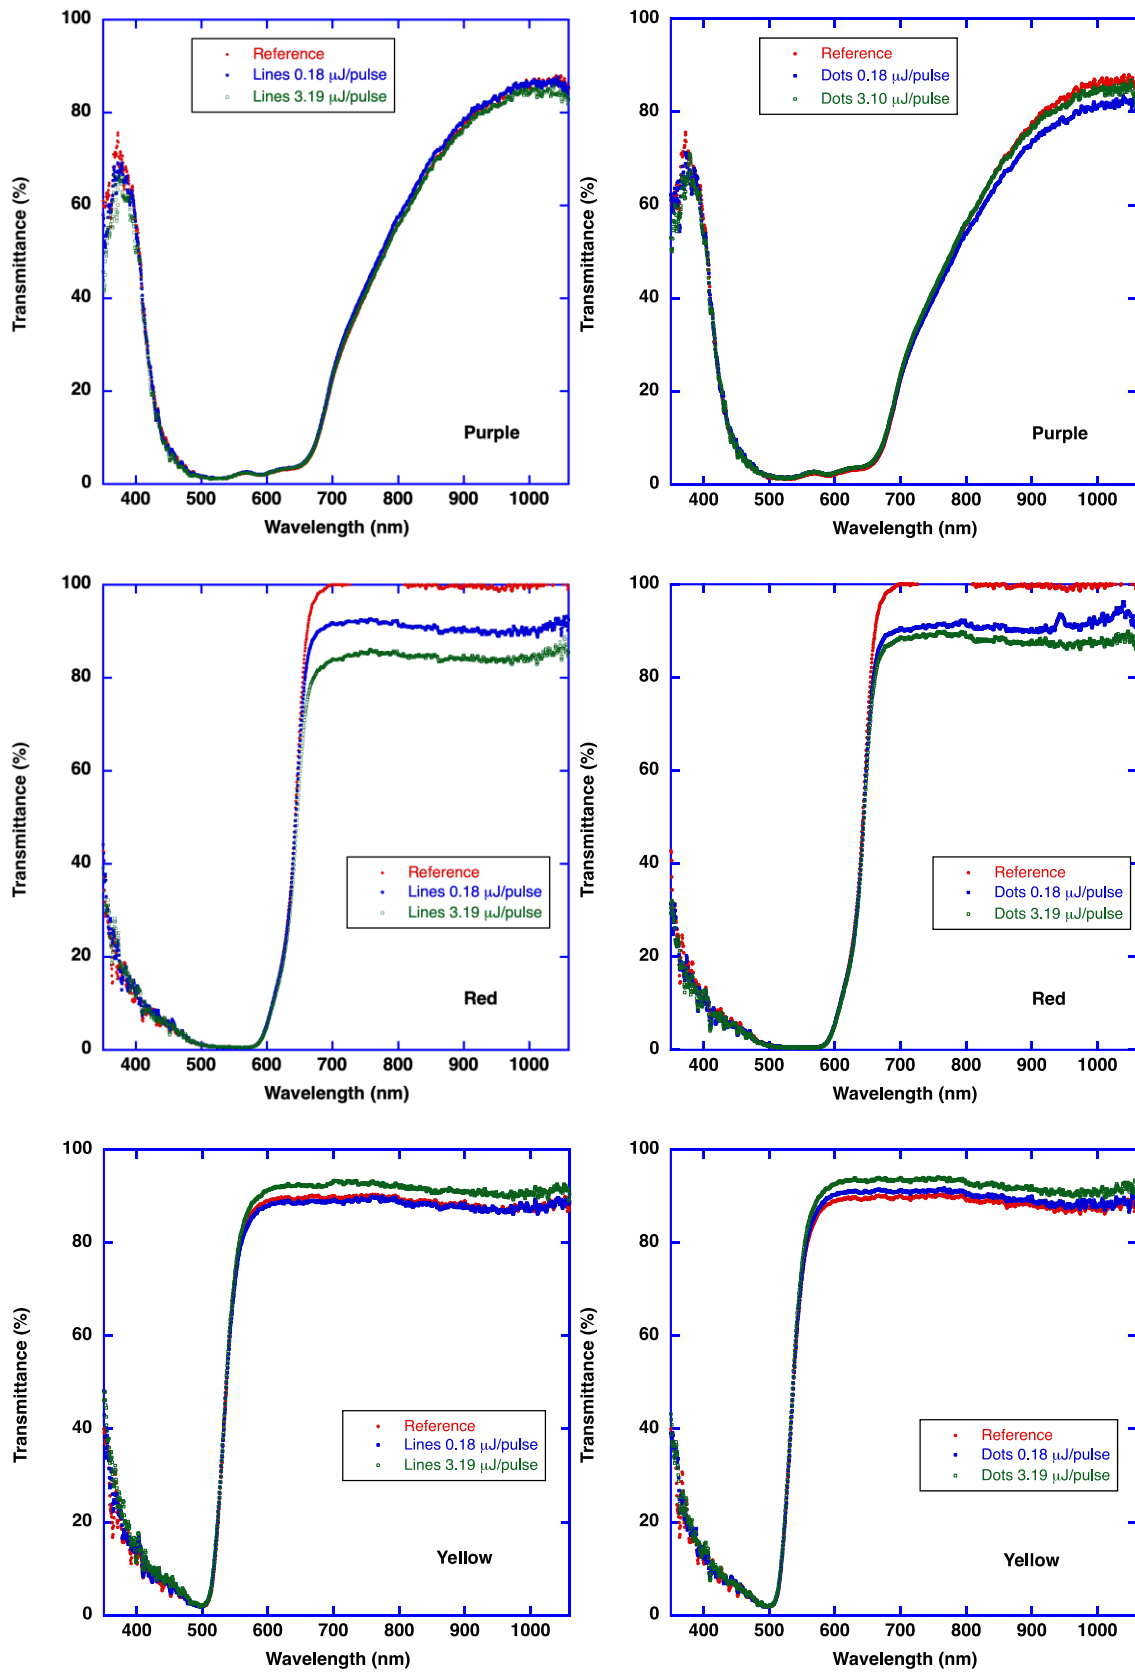 100
80
60
40
20
0
Transmittance (%)
Reference
Lines 0.18 μJ/pulse
Lines 3.19 μJ/pulse
Purple
400 500 600 700 800 900 1000
Wavelength (nm)
100
80
60
40
20
0
Transmittance (%)
Reference
Dots 0.18 μJ/pulse
Dots 3.10 μJ/pulse
Purple
400 500 600 700 800 900 1000
Wavelength (nm)
100
80
60
40
20
0
Transmittance (%)
Reference
Lines 0.18 μJ/pulse
Lines 3.19 μJ/pulse
Red
400 500 600 700 800 900 1000
Wavelength (nm)
100
80
60
40
20
0
Transmittance (%)
Reference
Dots 0.18 μJ/pulse
Dots 3.19 μJ/pulse
Red
400 500 600 700 800 900 1000
Wavelength (nm)
100
80
60
40
20
0
Transmittance (%)
Reference
Lines 0.18 μJ/pulse
Lines 3.19 μJ/pulse
Yellow
400 500 600 700 800 900 1000
Wavelength (nm)
100
80
60
40
20
0
Transmittance (%)
Reference
Dots 0.18 μJ/pulse
Dots 3.19 μJ/pulse
Yellow
400 500 600 700 800 900 1000
Wavelength (nm)